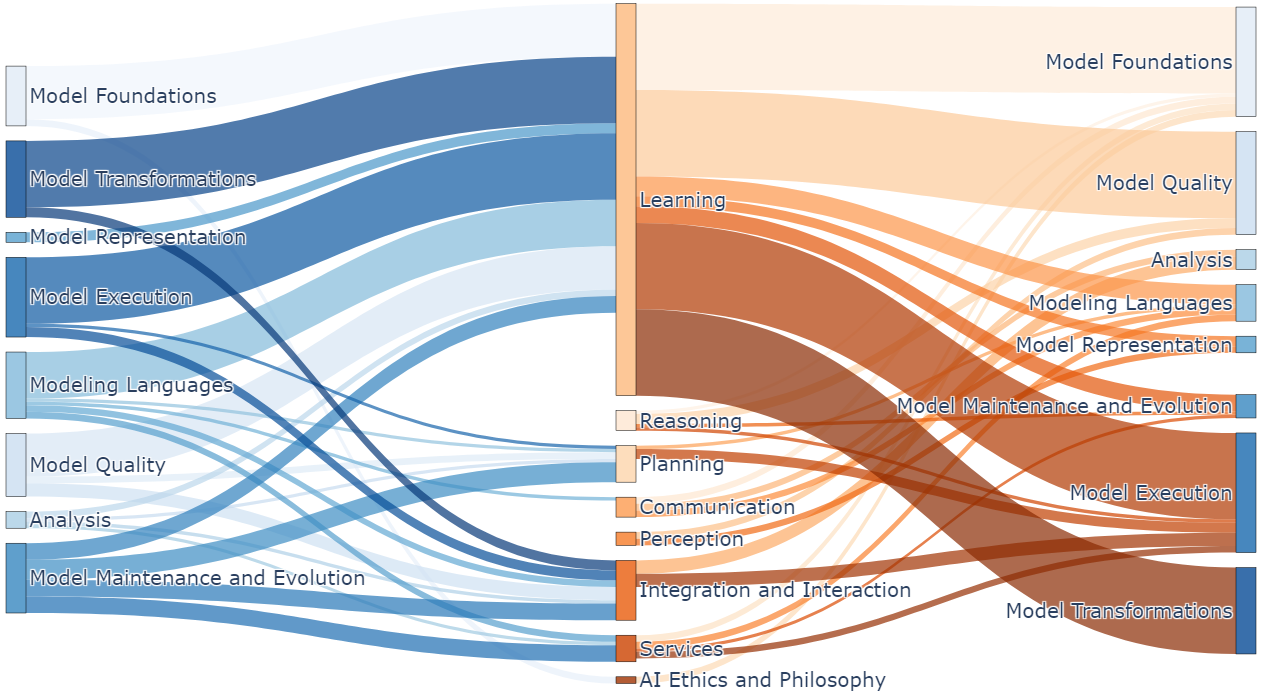 Model Foundations
Model Transformations
Model Representation
Model Execution
Modeling Languages
Model Quality
Analysis
Model Maintenance and Evolution
Learning
Reasoning
Planning
Communication
Perception
Integration and Interaction
Services
AI Ethics and Philosophy
Model Foundations
Model Quality
Analysis
Modeling Languages
Model Representation
Model Maintenance and Evolution
Model Execution
Model Transformations